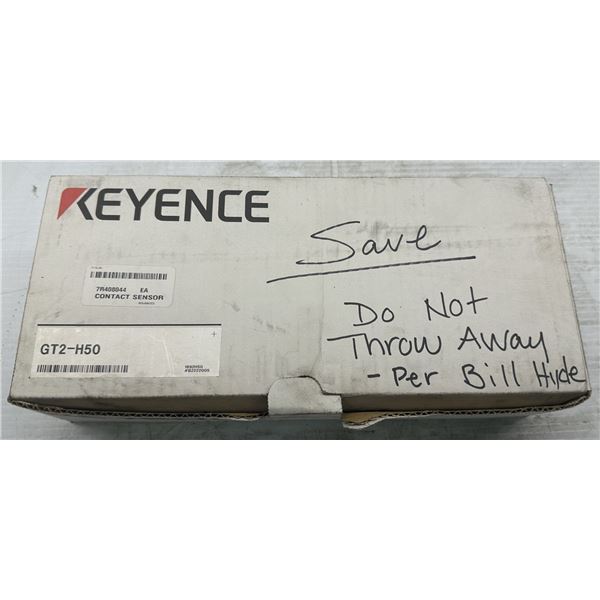 KEYENCE
Save
7R408044 EA
CONTACT SENSOR
Do Not
Throw Away
- Per Bill Hyde
GT2-H50